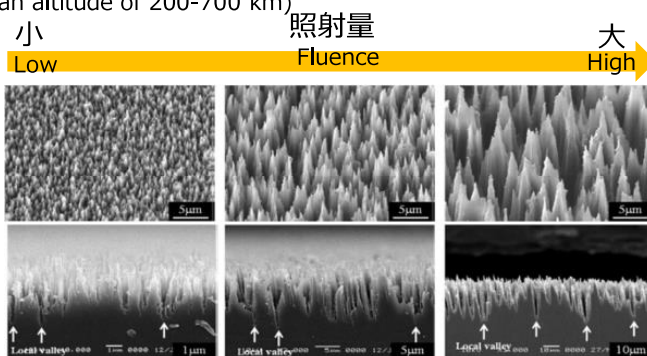 an altitude of 200-700 km)
小 照射量 大
Low Fluence High
5μm 5μm 5μm
Local valley 1μm
Local valley 5μm
Local valley 10μm